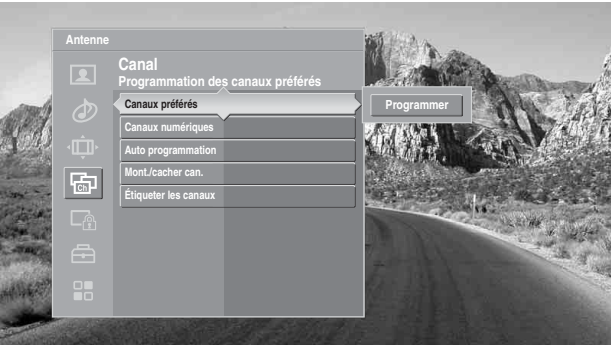 Antenne
Canal
Programmation des canaux préférés
Canaux préférés
Programmer
Canaux numériques
Auto programmation
Mont./cacher can.
Ch
Étiqueter les canaux